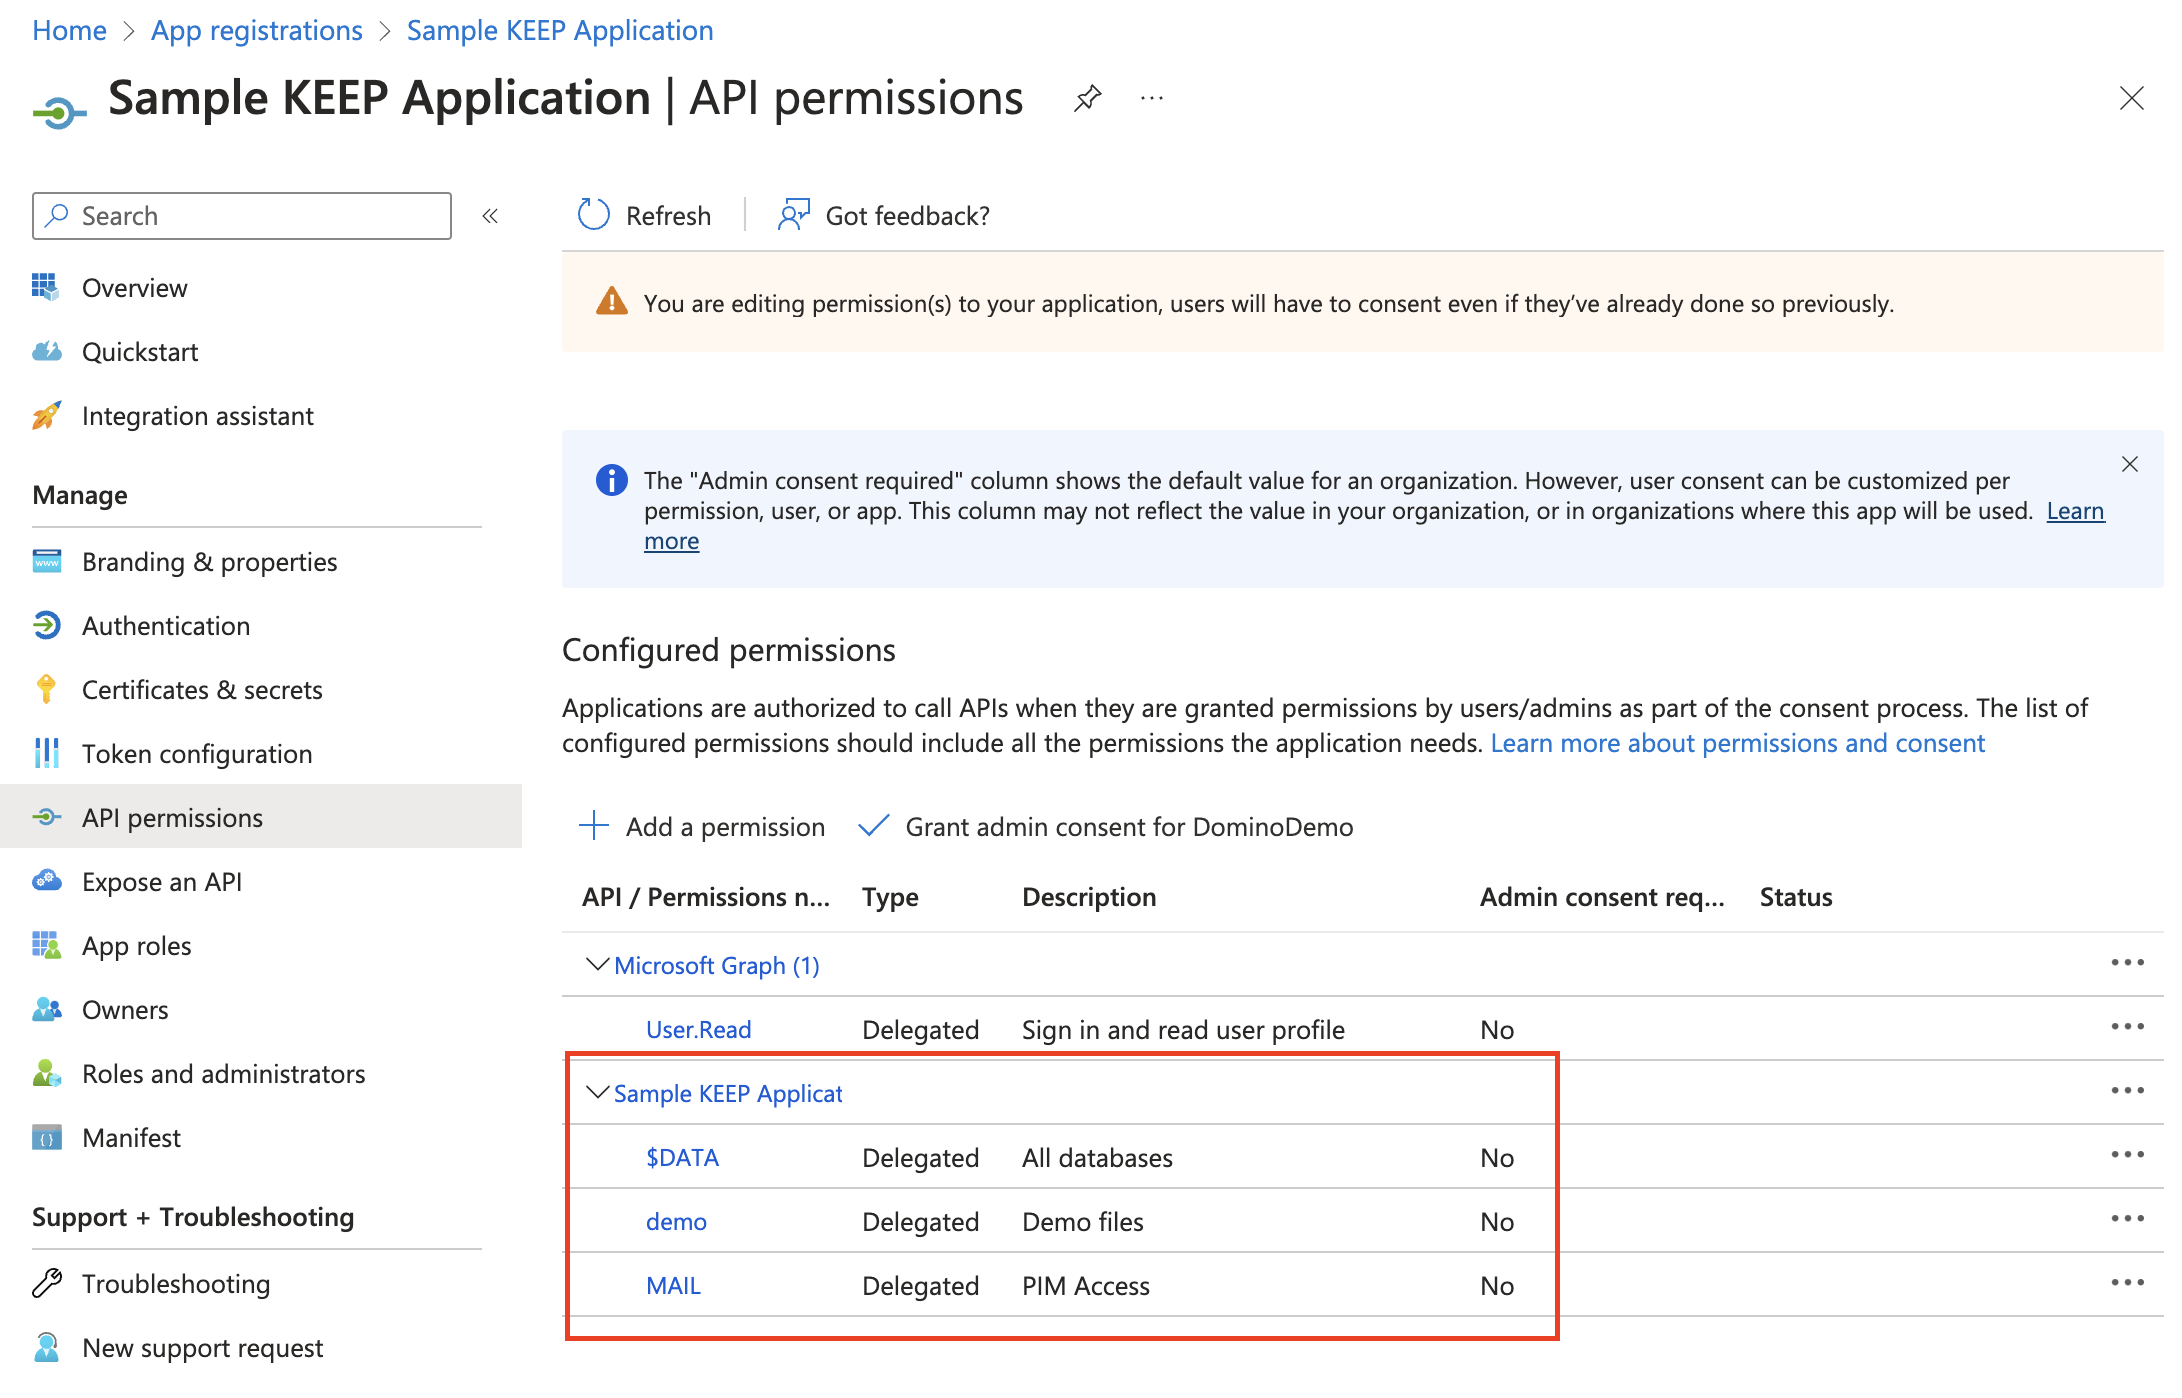 Home > App registrations > Sample KEEP Application
Sample KEEP Application | API permissions
Search
Refresh
Got feedback?
Overview
Quickstart
Integration assistant
Manage
Branding & properties
Authentication
Certificates & secrets
Token configuration
API permissions
Expose an API
App roles
Owners
Roles and administrators
Manifest
Support + Troubleshooting
Troubleshooting
New support request
You are editing permission(s) to your application, users will have to consent even if they’ve already done so previously.
The "Admin consent required" column shows the default value for an organization. However, user consent can be customized per
permission, user, or app. This column may not reflect the value in your organization, or in organizations where this app will be used. Learn
more
Configured permissions
Applications are authorized to call APIs when they are granted permissions by users/admins as part of the consent process. The list of
configured permissions should include all the permissions the application needs. Learn more about permissions and consent
Add a permission
Grant admin consent for DominoDemo
API / Permissions n... Type Description Admin consent req... Status
Microsoft Graph (1)
User.Read Delegated Sign in and read user profile No
Sample KEEP Applicat
$DATA Delegated All databases No
demo Delegated Demo files No
MAIL Delegated PIM Access No